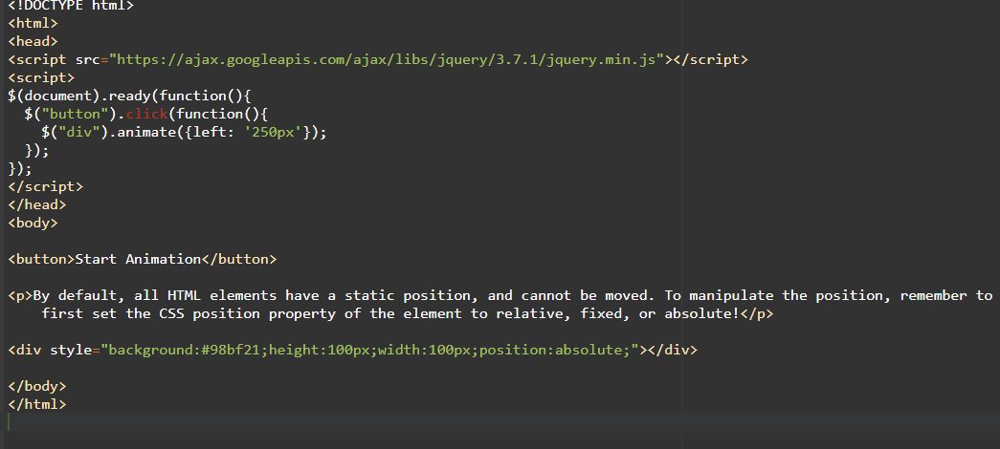 <!DOCTYPE html>
<html>
<head>
<script src="https://ajax.googleapis.com/ajax/libs/jquery/3.7.1/jquery.min.js"></script>
<script>
$(document).ready(function(){
  $("button").click(function(){
    $("div").animate({left: '250px'});
  });
});
</script>
</head>
<body>

<button>Start Animation</button>

<p>By default, all HTML elements have a static position, and cannot be moved. To manipulate the position, remember to
    first set the CSS position property of the element to relative, fixed, or absolute!</p>

<div style="background:#98bf21;height:100px;width:100px;position:absolute;"></div>

</body>
</html>